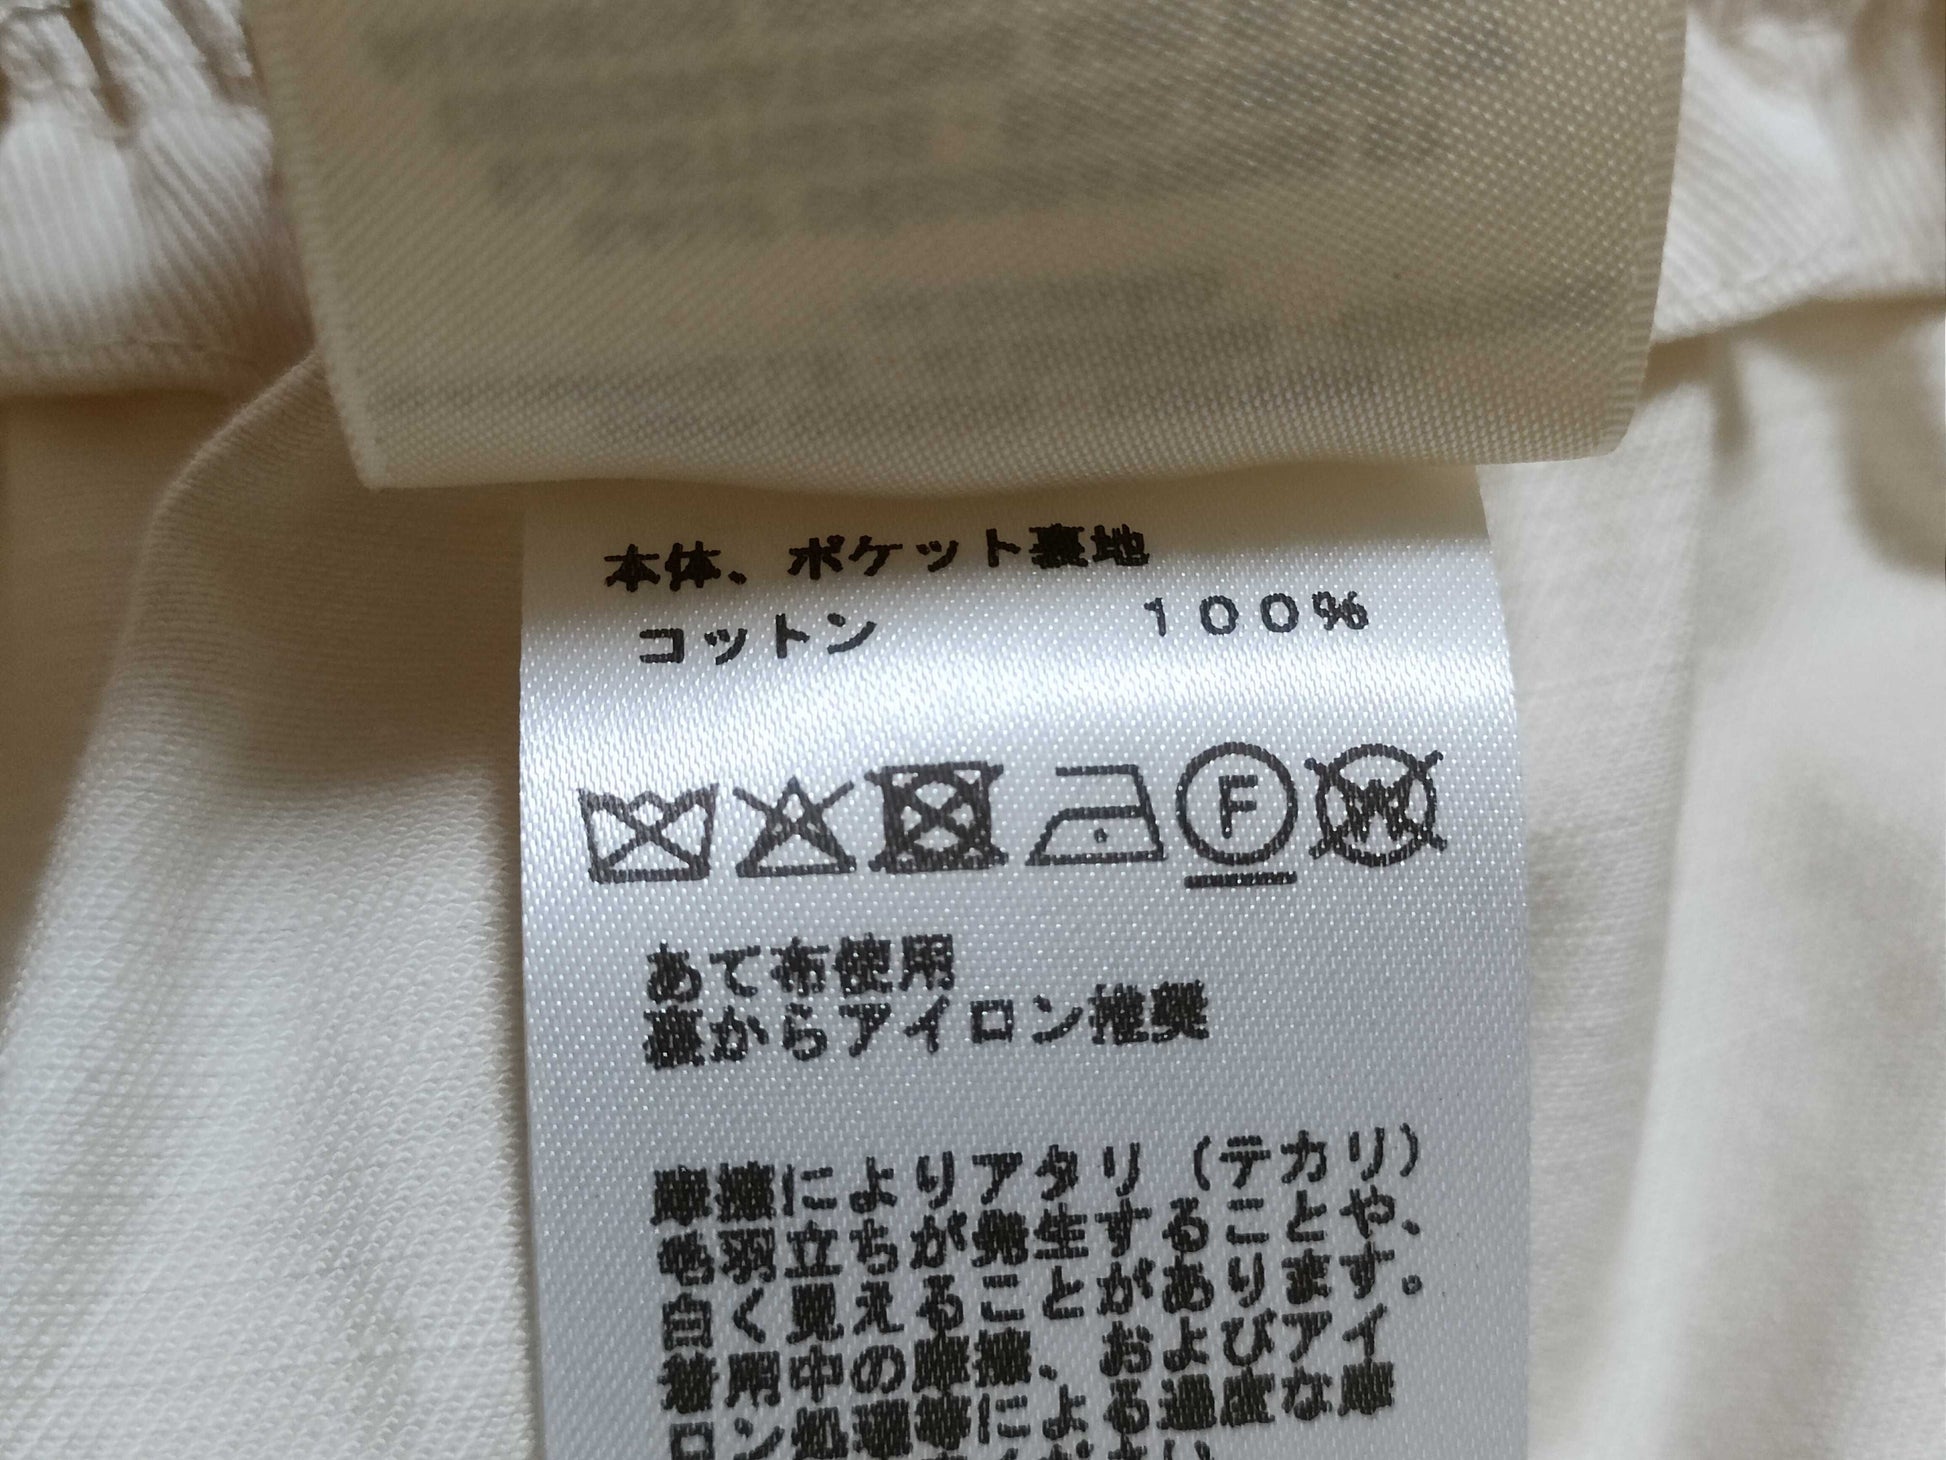 本体、ポケット裏地
コットン 100%
F W
あて布使用
裏からアイロン推奨
摩擦によりアタリ（テカリ）
毛羽立ちが発生することや、
白く見えることがあります。
着用中の摩擦、およびアイ
ロン処理等による過度な摩